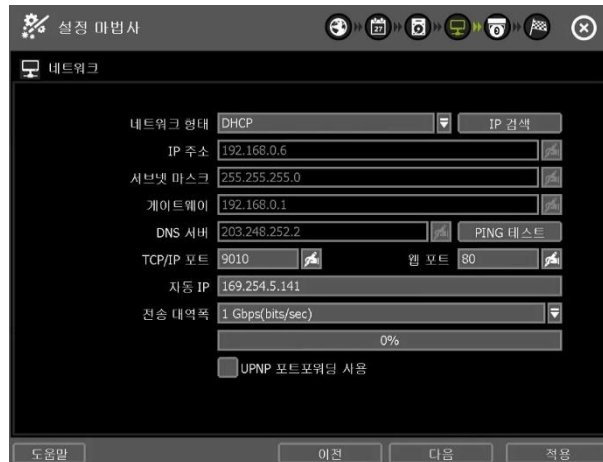 설정 마법사
27
네트워크
네트워크 형태 DHCP IP 검색
IP 주소 192.168.0.6
서브넷 마스크 255.255.255.0
게이트웨이 192.168.0.1
DNS 서버 203.248.252.2 PING 테스트
TCP/IP 포트 9010 웹 포트 80
자동 IP 169.254.5.141
전송 대역폭 1 Gbps(bits/sec)
0%
UPNP 포트포워딩 사용
도움말 이전 다음 적용